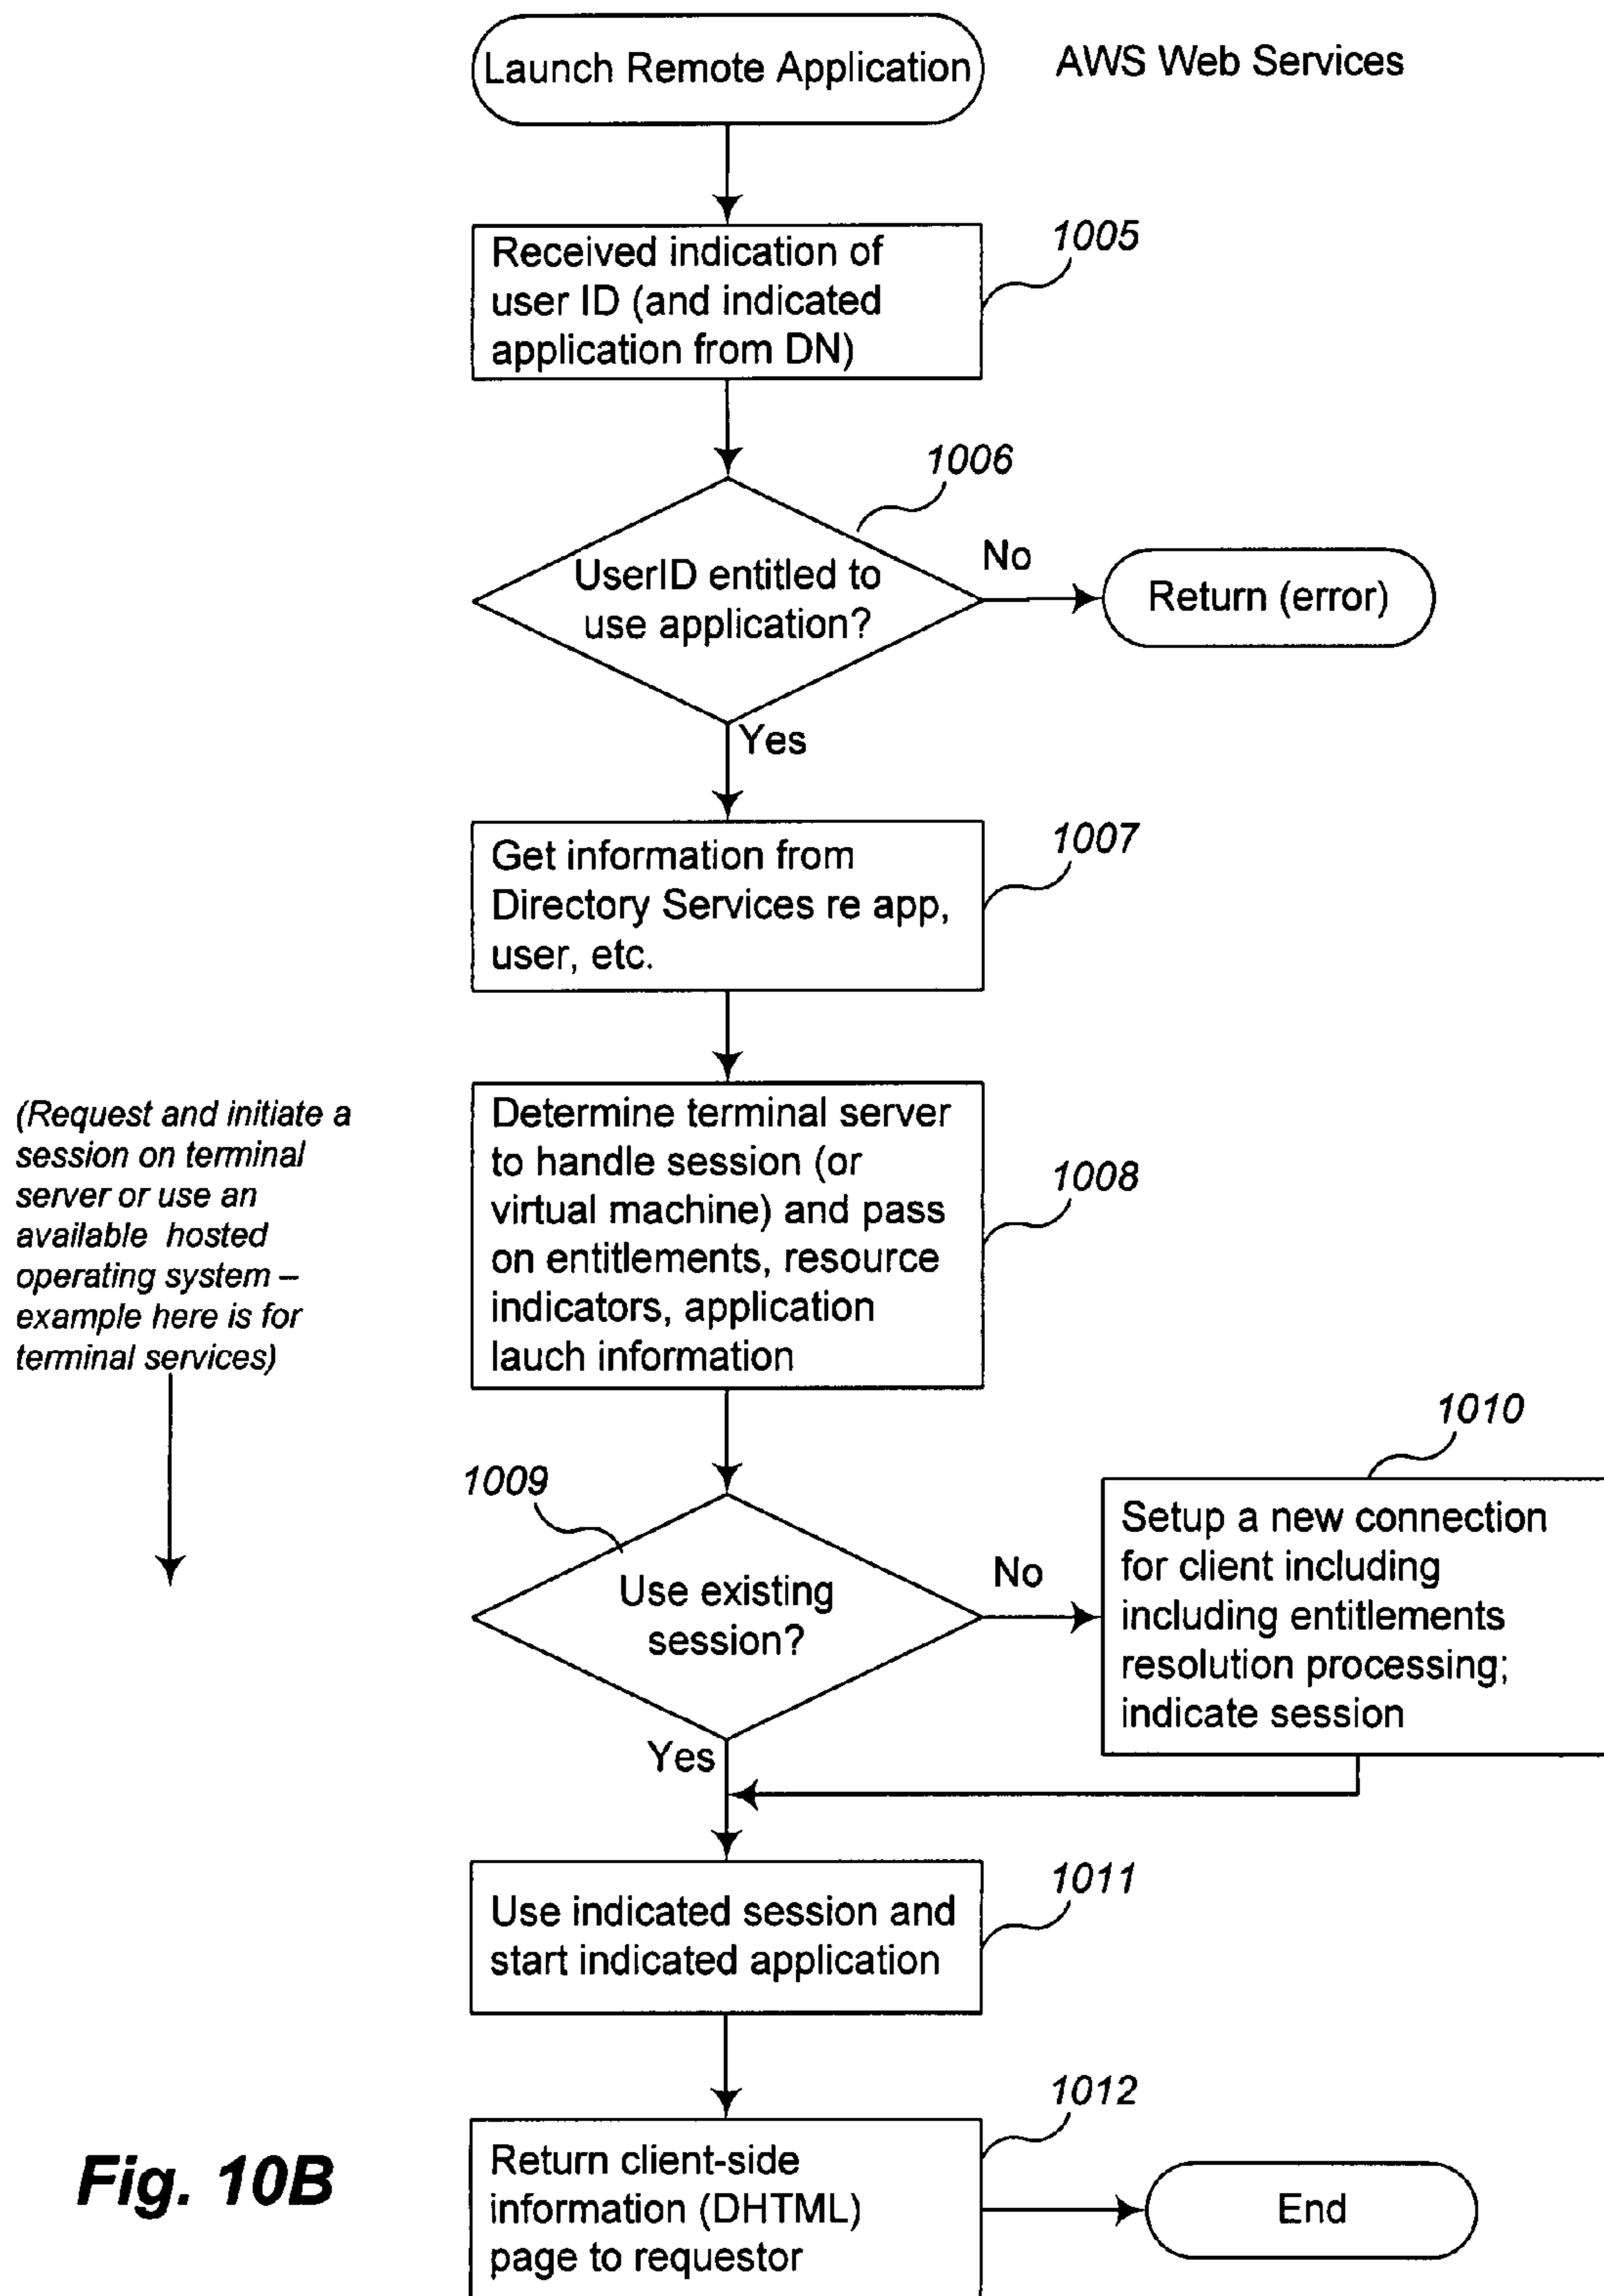 Launch Remote Application
AWS Web Services
1005
Received indication of
user ID (and indicated
application from DN)
1006
UserID entitled to
use application?
No
Return (error)
Yes
1007
Get information from
Directory Services re app,
user, etc.
(Request and initiate a
session on terminal
server or use an
available hosted
operating system –
example here is for
terminal services)
Determine terminal server
to handle session (or
virtual machine) and pass
on entitlements, resource
indicators, application
lauch information
1008
1009
Use existing
session?
No
1010
Setup a new connection
for client including
including entitlements
resolution processing;
indicate session
Yes
1011
Use indicated session and
start indicated application
1012
Return client-side
information (DHTML)
page to requestor
End
Fig. 10B